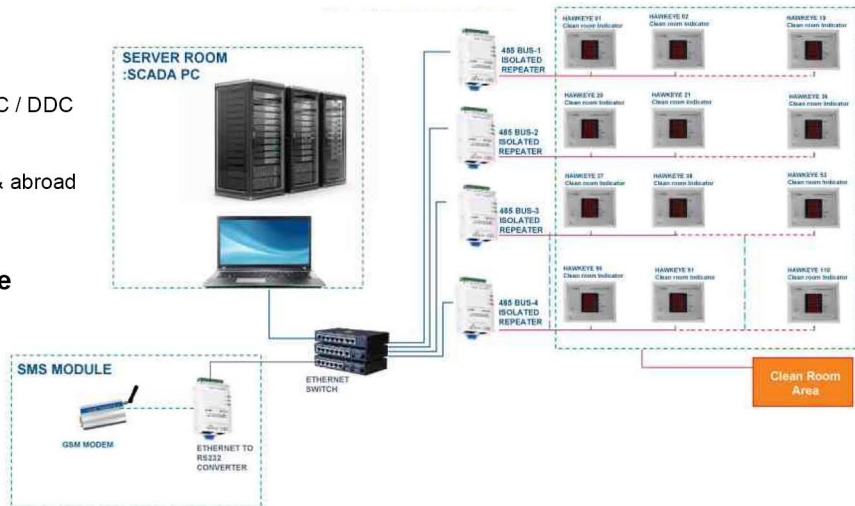 C / DDC
& abroad
e
SERVER ROOM
:SCADA PC
SMS MODULE
GSM MODEM
ETHERNET TO
RS232
CONVERTER
ETHERNET
SWITCH
485 BUS-1
ISOLATED
REPEATER
485 BUS-2
ISOLATED
REPEATER
485 BUS-3
ISOLATED
REPEATER
485 BUS-4
ISOLATED
REPEATER
HAWKEYE 01
Clean room Indicator
HAWKEYE 02
Clean room Indicator
HAWKEYE 19
Clean room Indicator
HAWKEYE 20
Clean room Indicator
HAWKEYE 21
Clean room Indicator
HAWKEYE 36
Clean room Indicator
HAWKEYE 37
Clean room Indicator
HAWKEYE 38
Clean room Indicator
HAWKEYE 53
Clean room Indicator
HAWKEYE
Clean room Indicator
HAWKEYE
Clean room Indicator
HAWKEYE 110
Clean room Indicator
Clean Room
Area